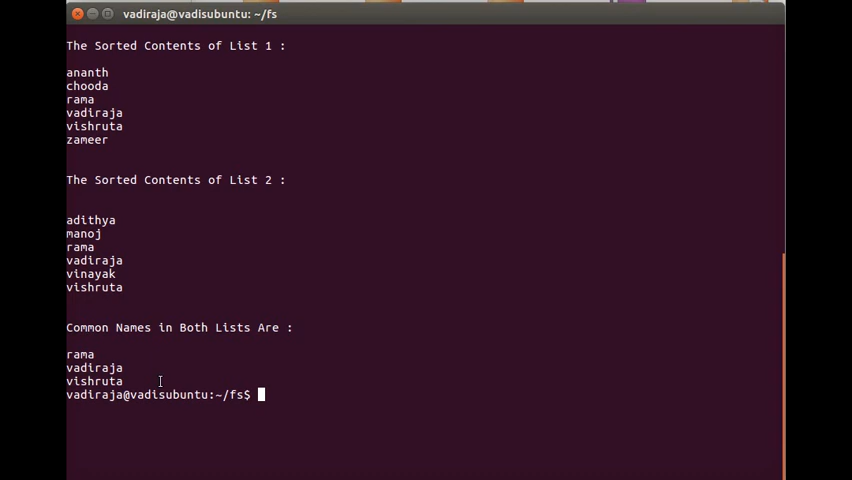 vadiraja@vadisubuntu: ~/fs
The Sorted Contents of List 1 :
ananth
chooda
rama
vadiraja
vishruta
zameer
The Sorted Contents of List 2 :
adithya
manoj
rama
vadiraja
vinayak
vishruta
Common Names in Both Lists Are :
rama
vadiraja
vishruta
vadiraja@vadisubuntu:~/fs$